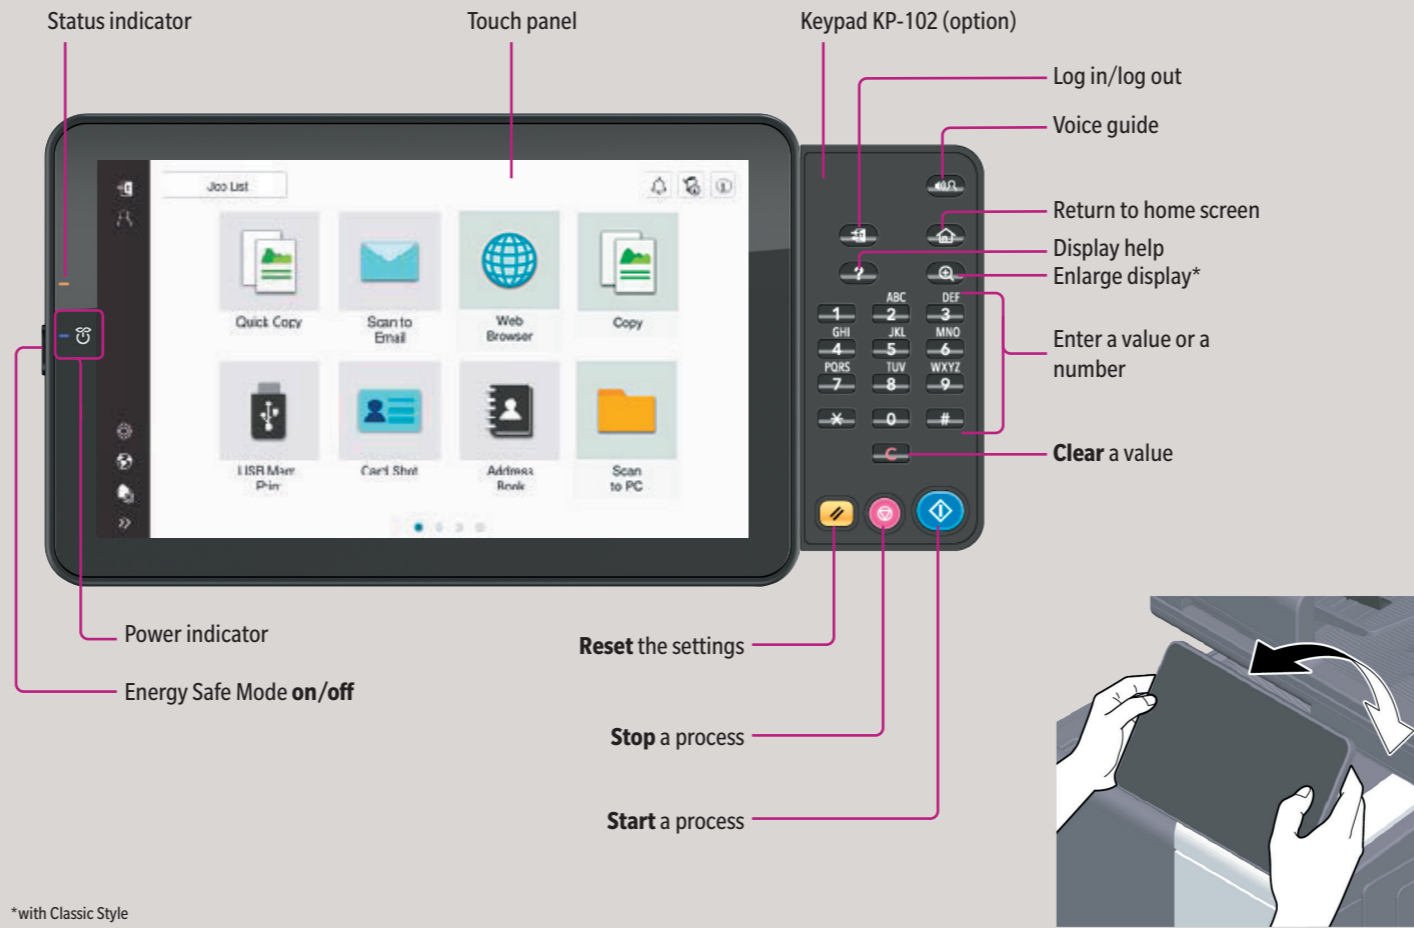 Status indicator
Touch panel
Keypad KP-102 (option)
Log in/log out
Voice guide
Return to home screen
Display help
Enlarge display*
Enter a value or a
number
Clear a value
Job List
Quick Copy
Scan to
Email
Web
Browser
Copy
Card Shot
Address
Book
Scan
to PC
ABC
DEF
1
2
3
GHI
JKL
MNO
4
5
6
PQRS
TUV
WXYZ
7
8
9
0
#
C
?
Power indicator
Energy Safe Mode on/off
Reset the settings
Stop a process
Start a process
*with Classic Style